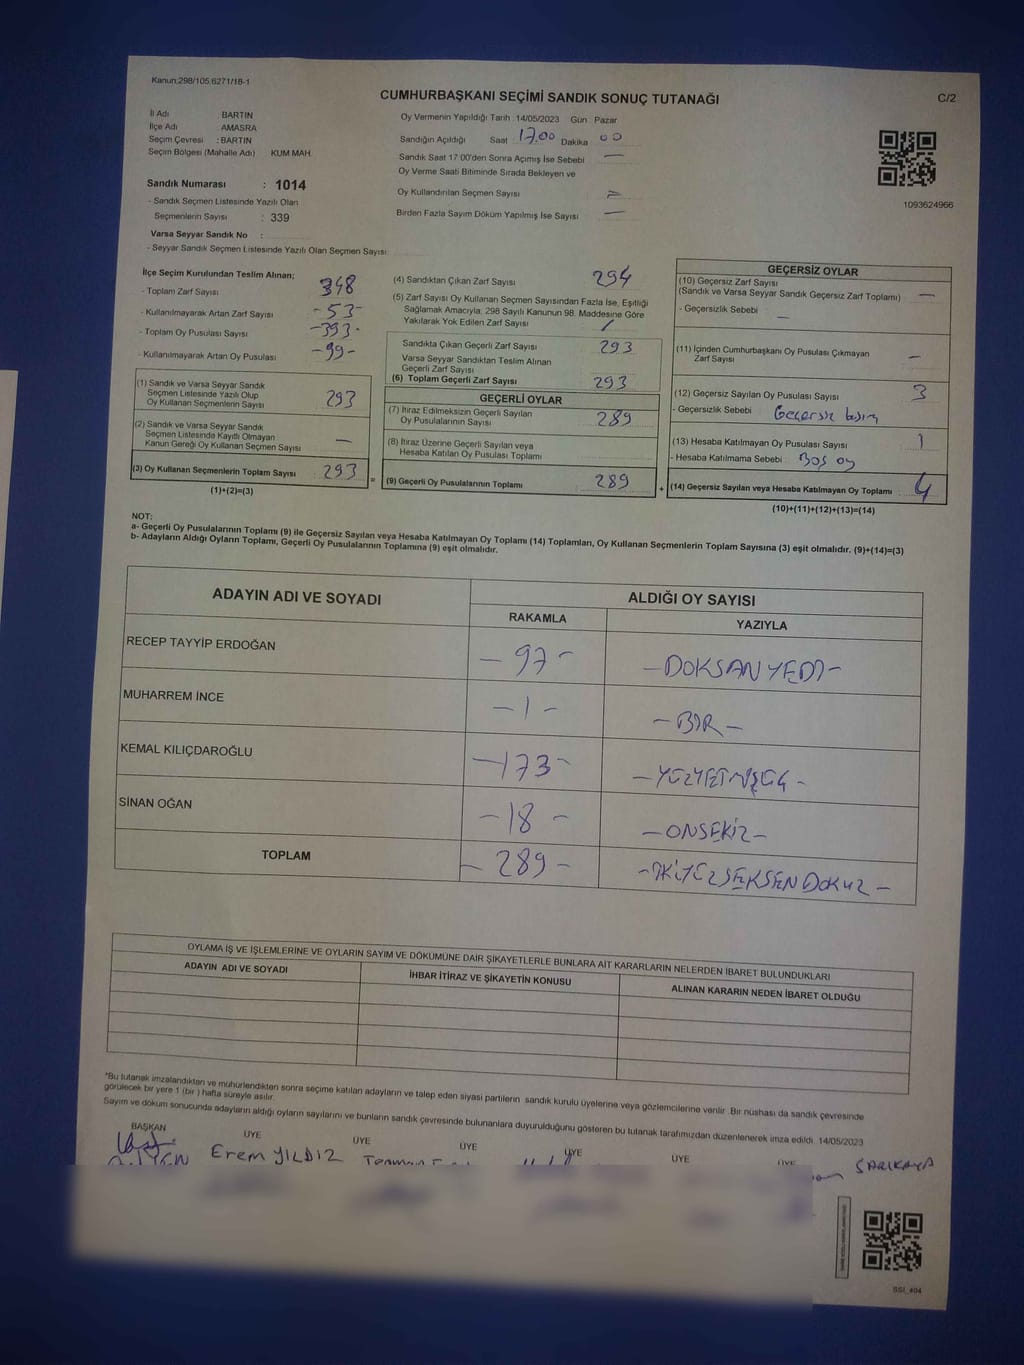 Kanun:298/105,6271/18-1
CUMHURBAŞKANI SEÇİMİ SANDIK SONUÇ TUTANAĞI
C/2
İl Adı BARTIN
İlçe Adı AMASRA
Seçim Çevresi : BARTIN
Seçim Bölgesi (Mahalle Adı) KUM MAH.
Oy Vermenin Yapıldığı Tarih :14/05/2023 Gün : Pazar
Sandığın Açıldığı Saat 17.00 Dakika 00
Sandık Saat 17:00'den Sonra Açılmış İse Sebebi —
Oy Verme Saati Bitiminde Sırada Bekleyen ve
Oy Kullandırılan Seçmen Sayısı
Birden Fazla Sayım Döküm Yapılmış İse Sayısı —
1093624966
Sandık Numarası : 1014
- Sandık Seçmen Listesinde Yazılı Olan
Seçmenlerin Sayısı : 339
Varsa Seyyar Sandık No :
- Seyyar Sandık Seçmen Listesinde Yazılı Olan Seçmen Sayısı:
İlçe Seçim Kurulundan Teslim Alınan;
- Toplam Zarf Sayısı 348
- Kullanılmayarak Artan Zarf Sayısı -53-
- Toplam Oy Pusulası Sayısı -393-
- Kullanılmayarak Artan Oy Pusulası -99-
(1) Sandık ve Varsa Seyyar Sandık
Seçmen Listesinde Yazılı Olup
Oy Kullanan Seçmenlerin Sayısı 293
(2) Sandık ve Varsa Seyyar Sandık
Seçmen Listesinde Kayıtlı Olmayan
Kanun Gereği Oy Kullanan Seçmen Sayısı —
(3) Oy Kullanan Seçmenlerin Toplam Sayısı 293
(1)+(2)=(3)
(4) Sandıktan Çıkan Zarf Sayısı 294
(5) Zarf Sayısı Oy Kullanan Seçmen Sayısından Fazla İse, Eşitliği
Sağlamak Amacıyla; 298 Sayılı Kanunun 98. Maddesine Göre
Yakılarak Yok Edilen Zarf Sayısı 1
Sandıkta Çıkan Geçerli Zarf Sayısı 293
Varsa Seyyar Sandıktan Teslim Alınan
Geçerli Zarf Sayısı
(6) Toplam Geçerli Zarf Sayısı 293
GEÇERLİ OYLAR
(7) İtiraz Edilmeksizin Geçerli Sayılan
Oy Pusulalarının Sayısı 289
(8) İtiraz Üzerine Geçerli Sayılan veya
Hesaba Katılan Oy Pusulası Toplamı
=
(9) Geçerli Oy Pusulalarının Toplamı 289
+
GEÇERSİZ OYLAR
(10) Geçersiz Zarf Sayısı
(Sandık ve Varsa Seyyar Sandık Geçersiz Zarf Toplamı) —
- Geçersizlik Sebebi : —
(11) İçinden Cumhurbaşkanı Oy Pusulası Çıkmayan
Zarf Sayısı —
(12) Geçersiz Sayılan Oy Pusulası Sayısı 3
- Geçersizlik Sebebi : Geçersiz basım
(13) Hesaba Katılmayan Oy Pusulası Sayısı 1
- Hesaba Katılmama Sebebi : Boş oy
(14) Geçersiz Sayılan veya Hesaba Katılmayan Oy Toplamı 4
(10)+(11)+(12)+(13)=(14)
NOT:
a- Geçerli Oy Pusulalarının Toplamı (9) ile Geçersiz Sayılan veya Hesaba Katılmayan Oy Toplamı (14) Toplamları, Oy Kullanan Seçmenlerin Toplam Sayısına (3) eşit olmalıdır. (9)+(14)=(3)
b- Adayların Aldığı Oyların Toplamı, Geçerli Oy Pusulalarının Toplamına (9) eşit olmalıdır.
ADAYIN ADI VE SOYADI
ALDIĞI OY SAYISI
RAKAMLA
YAZIYLA
RECEP TAYYİP ERDOĞAN -97- -DOKSANYEDİ-
MUHARREM İNCE -1- -BİR-
KEMAL KILIÇDAROĞLU -173- -YÜZYETMİŞÜÇ-
SİNAN OĞAN -18- -ONSEKİZ-
TOPLAM -289- -İKİYÜZSEKSENDOKUZ-
OYLAMA İŞ VE İŞLEMLERİNE VE OYLARIN SAYIM VE DÖKÜMÜNE DAİR ŞİKAYETLERLE BUNLARA AİT KARARLARIN NELERDEN İBARET BULUNDUKLARI
ADAYIN ADI VE SOYADI
İHBAR İTİRAZ VE ŞİKAYETİN KONUSU
ALINAN KARARIN NEDEN İBARET OLDUĞU
*Bu tutanak imzalandıktan ve mühürlendikten sonra seçime katılan adayların ve talep eden siyasi partilerin sandık kurulu üyelerine veya gözlemcilerine verilir. Bir nüshası da sandık çevresinde
görülecek bir yere 1 (bir ) hafta süreyle asılır.
Sayım ve döküm sonucunda adayların aldığı oyların sayılarını ve bunların sandık çevresinde bulunanlara duyurulduğunu gösteren bu tutanak tarafımızdan düzenlenerek imza edildi. 14/05/2023
BAŞKAN ÜYE ÜYE ÜYE ÜYE ÜYE ÜYE
Erem YILDIZ
SARIKAYA
BSI_404